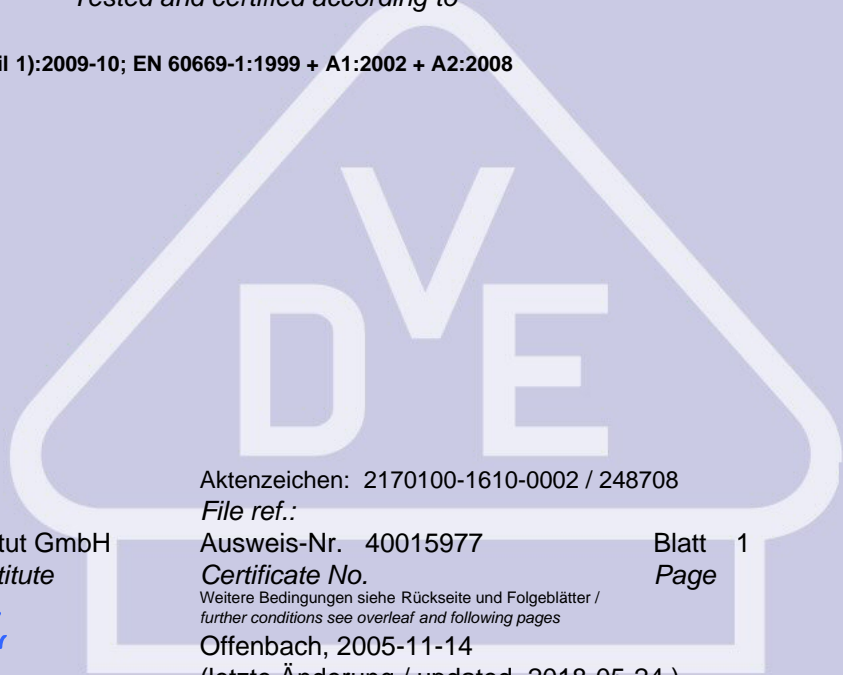 Tested and certified according to
1):2009-10; EN 60669-1:1999 + A1:2002 + A2:2008
VDE
Aktenzeichen: 2170100-1610-0002 / 248708
File ref.:
GmbH
Ausweis-Nr. 40015977 Blatt 1
Certificate No. Page
Weitere Bedingungen siehe Rückseite und Folgeblätter /
further conditions see overleaf and following pages
Offenbach, 2005-11-14
(letzte Änderung / updated 2018-05-24 )